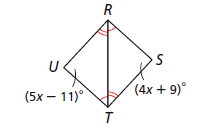 R
U
S
(5x − 11)°
(4x + 9)°
T